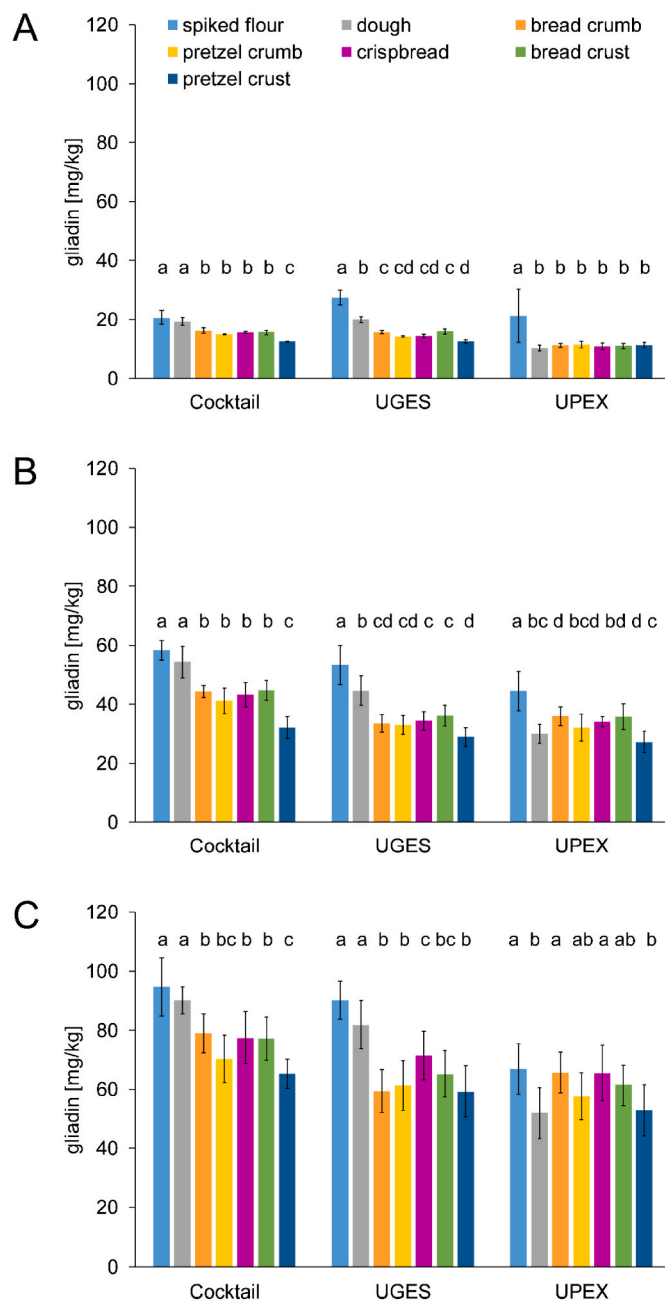 A
spiked flour dough bread crumb
pretzel crumb crispbread bread crust
pretzel crust
gliadin [mg/kg]
120
100
80
60
40
20
0
a a b b b b c a b c cd cd c d a b b b b b b
Cocktail UGES UPEX
B
gliadin [mg/kg]
120
100
80
60
40
20
0
a a b b b b c a b cd cd c c d a bc d bcd bd d c
Cocktail UGES UPEX
C
gliadin [mg/kg]
120
100
80
60
40
20
0
a a b bc b b c a a b b c bc b a b a ab a ab b
Cocktail UGES UPEX